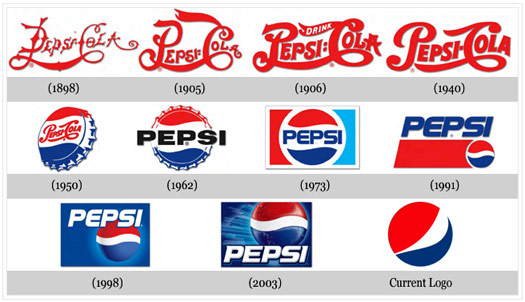 PEPSI-COLA
PEPSI-COLA
DRINK
PEPSI:COLA
PEPSI-COLA
(1898)
(1905)
(1906)
(1940)
PEPSI-COLA
PEPSI
PEPSI
PEPSI
(1950)
(1962)
(1973)
(1991)
PEPSI
PEPSI
(1998)
(2003)
Current Logo